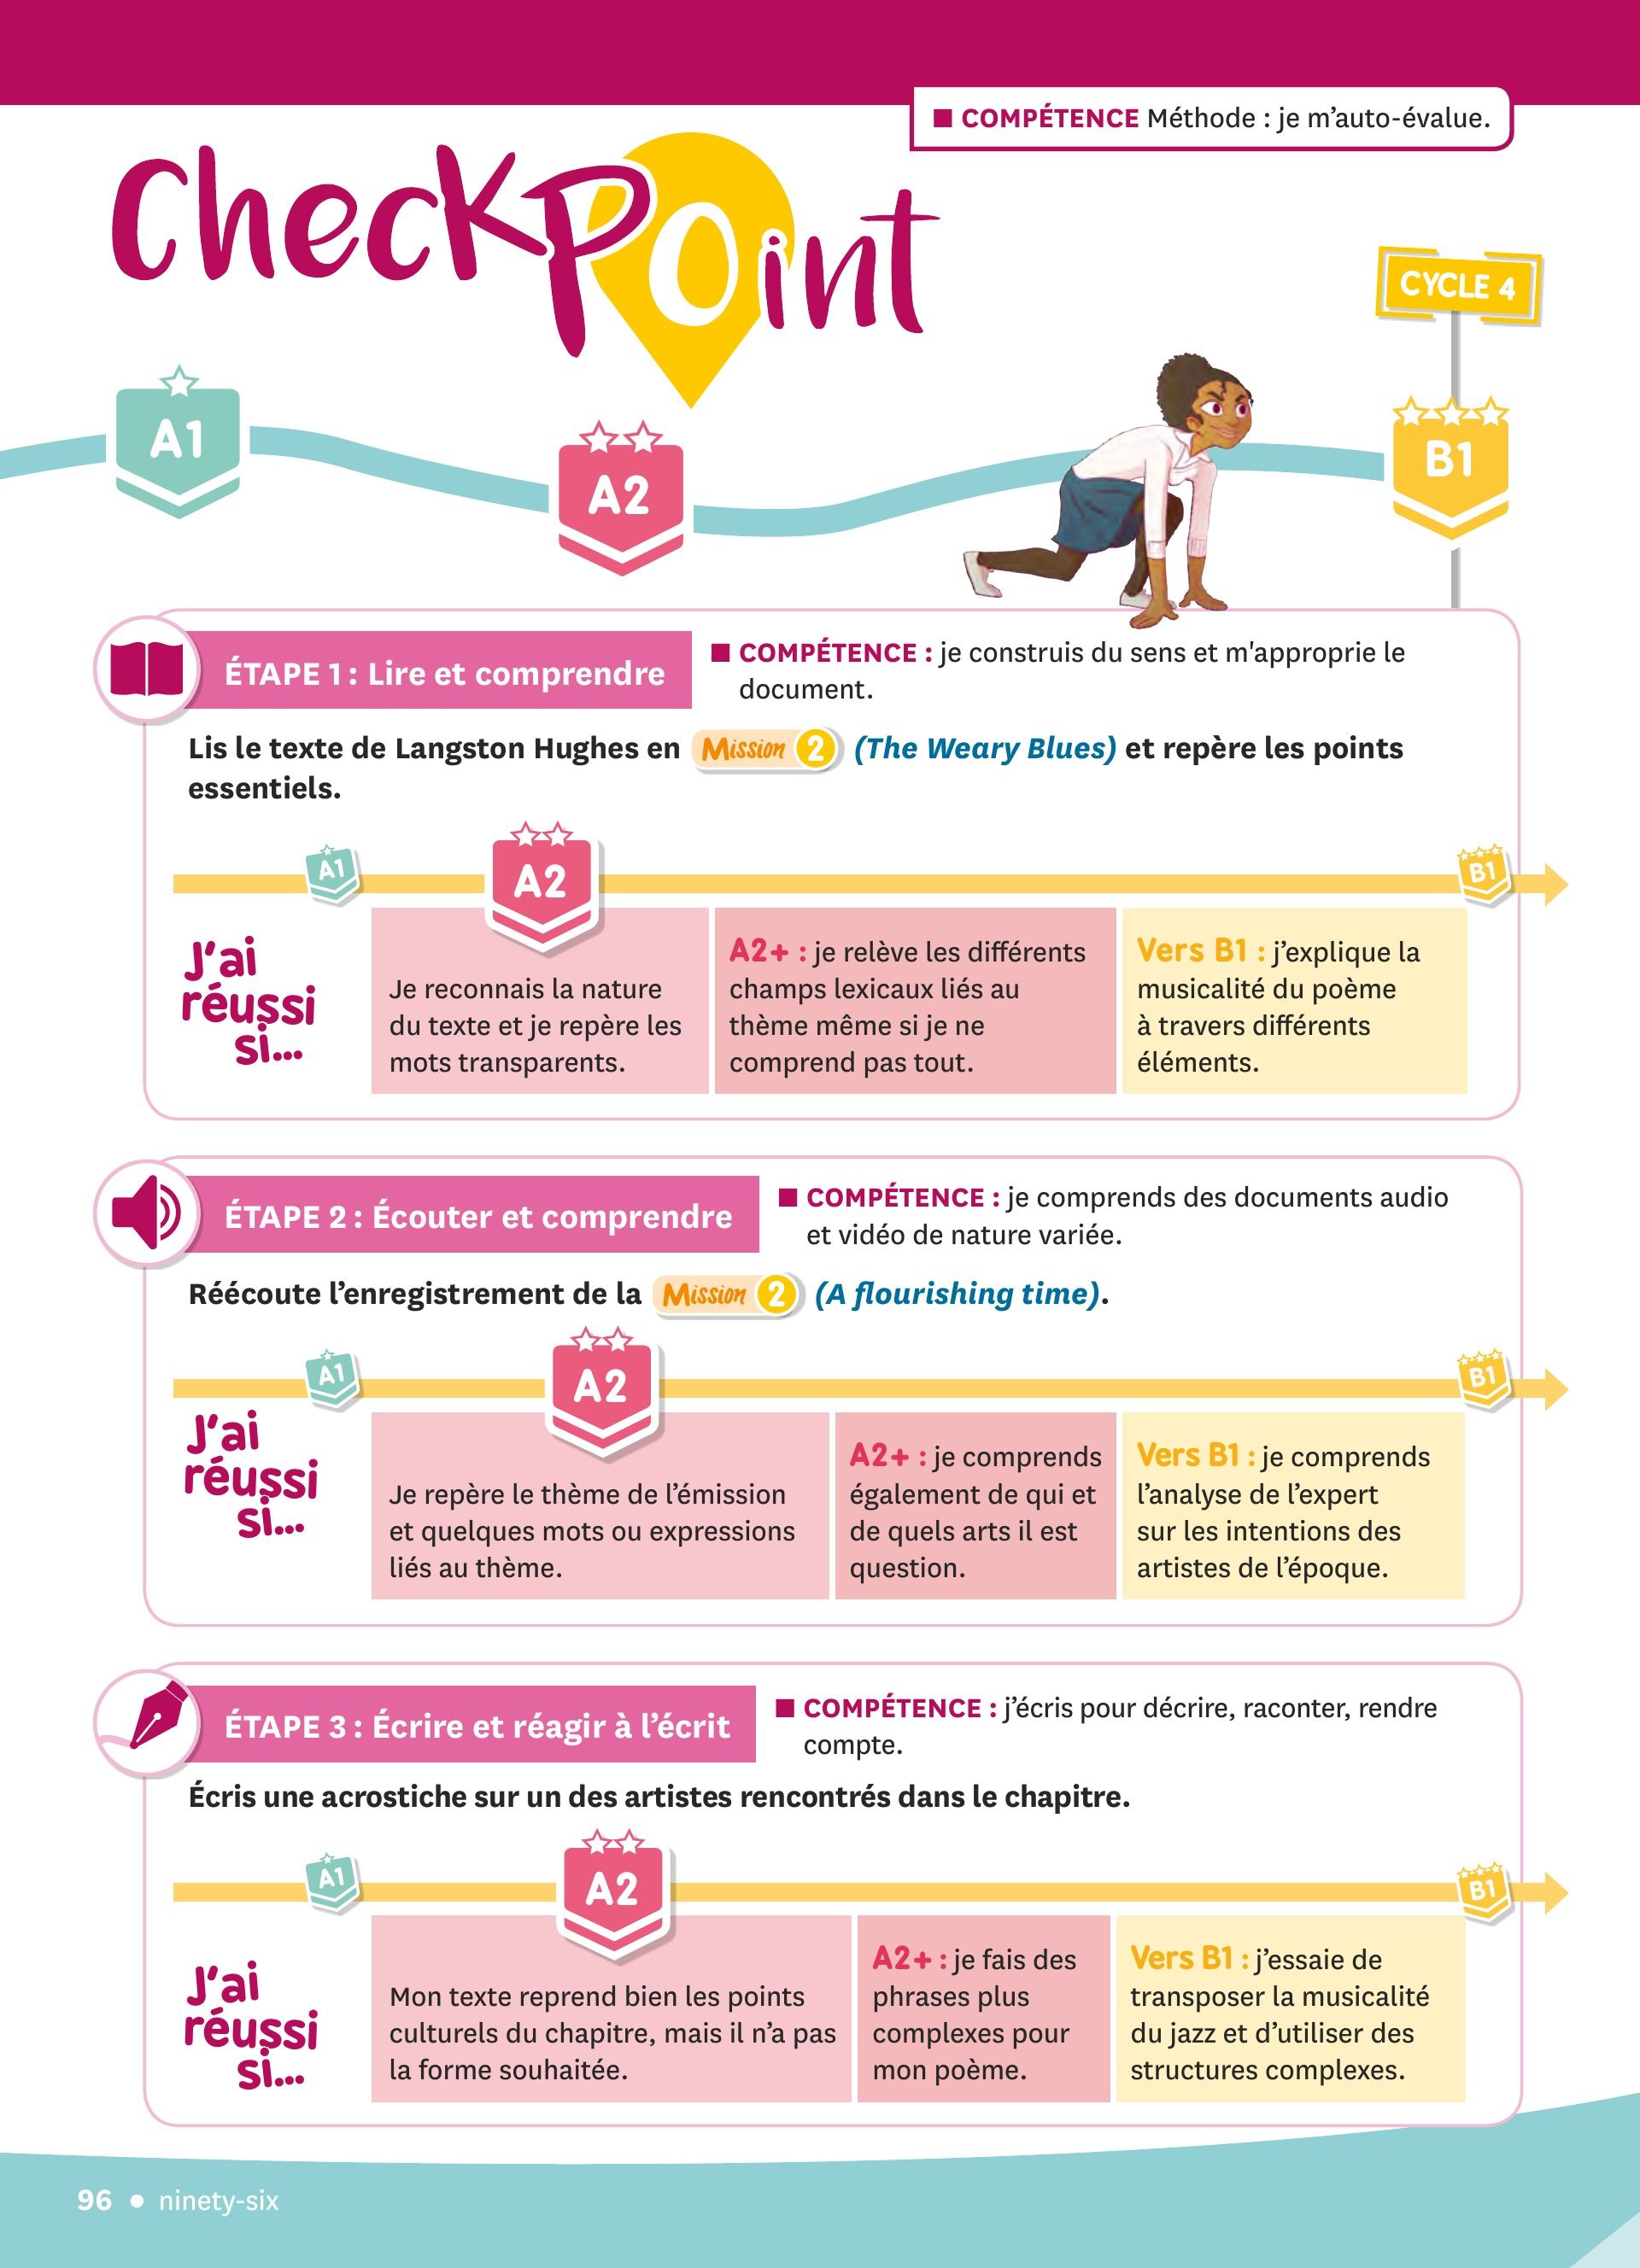 ■ COMPÉTENCE Méthode : je m’auto-évalue.
CheckPoint
CYCLE 4
A1
A2
B1
ÉTAPE 1 : Lire et comprendre
■ COMPÉTENCE : je construis du sens et m'approprie le
document.
Lis le texte de Langston Hughes en Mission 2 (The Weary Blues) et repère les points
essentiels.
A1
A2
B1
J’ai
réussi
si...
Je reconnais la nature
du texte et je repère les
mots transparents.
A2+ : je relève les différents
champs lexicaux liés au
thème même si je ne
comprend pas tout.
Vers B1 : j’explique la
musicalité du poème
à travers différents
éléments.
ÉTAPE 2 : Écouter et comprendre
■ COMPÉTENCE : je comprends des documents audio
et vidéo de nature variée.
Réécoute l’enregistrement de la Mission 2 (A flourishing time).
A1
A2
B1
J’ai
réussi
si...
Je repère le thème de l’émission
et quelques mots ou expressions
liés au thème.
A2+ : je comprends
également de qui et
de quels arts il est
question.
Vers B1 : je comprends
l’analyse de l’expert
sur les intentions des
artistes de l’époque.
ÉTAPE 3 : Écrire et réagir à l’écrit
■ COMPÉTENCE : j’écris pour décrire, raconter, rendre
compte.
Écris une acrostiche sur un des artistes rencontrés dans le chapitre.
A1
A2
B1
J’ai
réussi
si...
Mon texte reprend bien les points
culturels du chapitre, mais il n’a pas
la forme souhaitée.
A2+ : je fais des
phrases plus
complexes pour
mon poème.
Vers B1 : j’essaie de
transposer la musicalité
du jazz et d’utiliser des
structures complexes.
96 • ninety-six